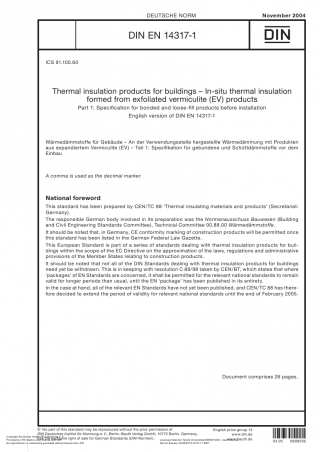 DEUTSCHE NORM
November 2004
DIN EN 14317-1
DIN
ICS 91.100.60
Thermal insulation products for buildings – In-situ thermal insulation
formed from exfoliated vermiculite (EV) products
Part 1: Specification for bonded and loose-fill products before installation
English version of DIN EN 14317-1
Wärmedämmstoffe für Gebäude – An der Verwendungsstelle hergestellte Wärmedämmung mit Produkten
aus expandiertem Vermiculite (EV) – Teil 1: Spezifikation für gebundene und Schüttdämmstoffe vor dem
Einbau
A comma is used as the decimal marker.
National foreword
This standard has been prepared by CEN/TC 88 'Thermal insulating materials and products' (Secretariat:
Germany).
The responsible German body involved in its preparation was the Normenausschuss Bauwesen (Building
and Civil Engineering Standards Committee), Technical Committee 00.88.00 Wärmedämmstoffe.
It should be noted that, in Germany, CE conformity marking of construction products will be permitted once
this standard has been listed in the German Federal Law Gazette.
This European Standard is part of a series of standards dealing with thermal insulation products for buil-
dings within the scope of the EC Directive on the approximation of the laws, regulations and administrative
provisions of the Member States relating to construction products.
It should be noted that not all of the DIN Standards dealing with thermal insulation products for buildings
need yet be withdrawn. This is in keeping with resolution C 88/98 taken by CEN/BT, which states that where
'packages' of EN Standards are concerned, it shall be permitted for the relevant national standards to remain
valid for longer periods than usual, until the EN 'package' has been published in its entirety.
In the case at hand, all of the relevant EN Standards have not yet been published, and CEN/TC 88 has there-
fore decided to extend the period of validity for relevant national standards until the end of February 2005.
Document comprises 26 pages.
No part of this standard may be reproduced without the prior permission of
DIN Deutsches Institut für Normung e. V., Berlin. Beuth Verlag GmbH, 10772 Berlin, Germany,
right of sale for German Standards (DIN-Normen).
English price group 13
www.din.de
www.beuth.de